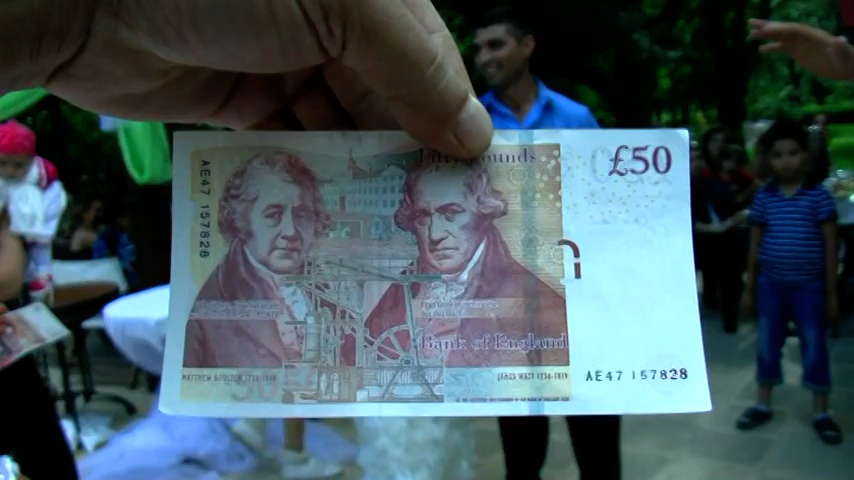 Fifty Pounds
£50
AE47 157828
Bank of England
MATTHEW BOULTON 1728-1809
JAMES WATT 1736-1819
AE47 157828